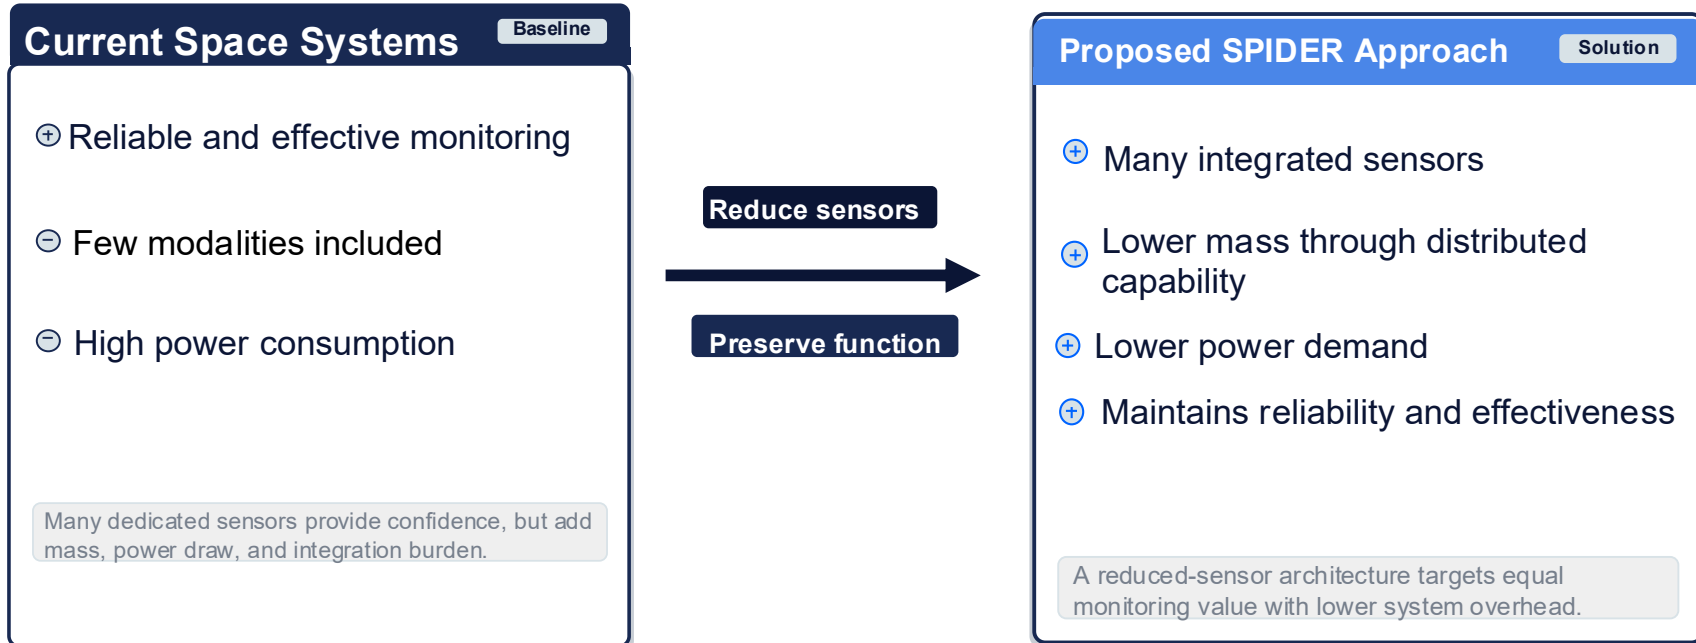 Current Space Systems
Baseline
Reliable and effective monitoring
Few modalities included
High power consumption
Many dedicated sensors provide confidence, but add
mass, power draw, and integration burden.
Reduce sensors
Preserve function
Proposed SPIDER Approach
Solution
Many integrated sensors
Lower mass through distributed
capability
Lower power demand
Maintains reliability and effectiveness
A reduced-sensor architecture targets equal
monitoring value with lower system overhead.